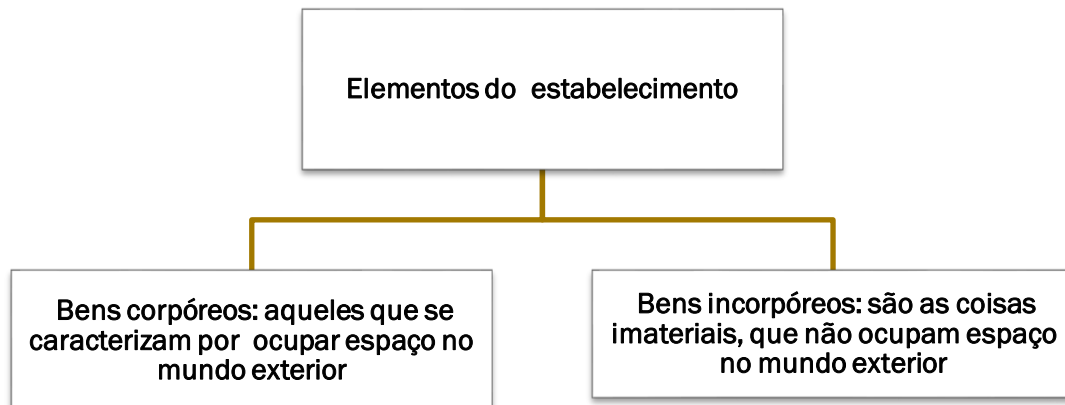 Elementos do estabelecimento
Bens corpóreos: aqueles que se
caracterizam por ocupar espaço no
mundo exterior
Bens incorpóreos: são as coisas
imateriais, que não ocupam espaço
no mundo exterior